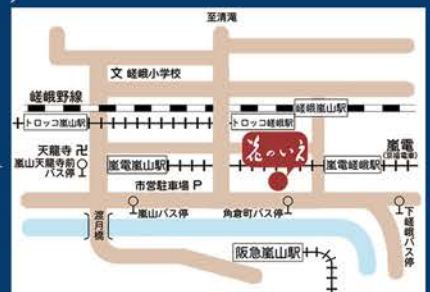 至清滝
文 嵯峨小学校
嵯峨野線
嵯峨嵐山駅
トロッコ嵐山駅
トロッコ嵯峨駅
天龍寺 卍
嵐山天龍寺前
バス停
花のいえ
嵐電
(京福電車)
嵐電嵐山駅
嵐電嵯峨駅
市営駐車場 P
嵐山バス停
角倉町バス停
下嵯峨バス停
渡月橋
阪急嵐山駅